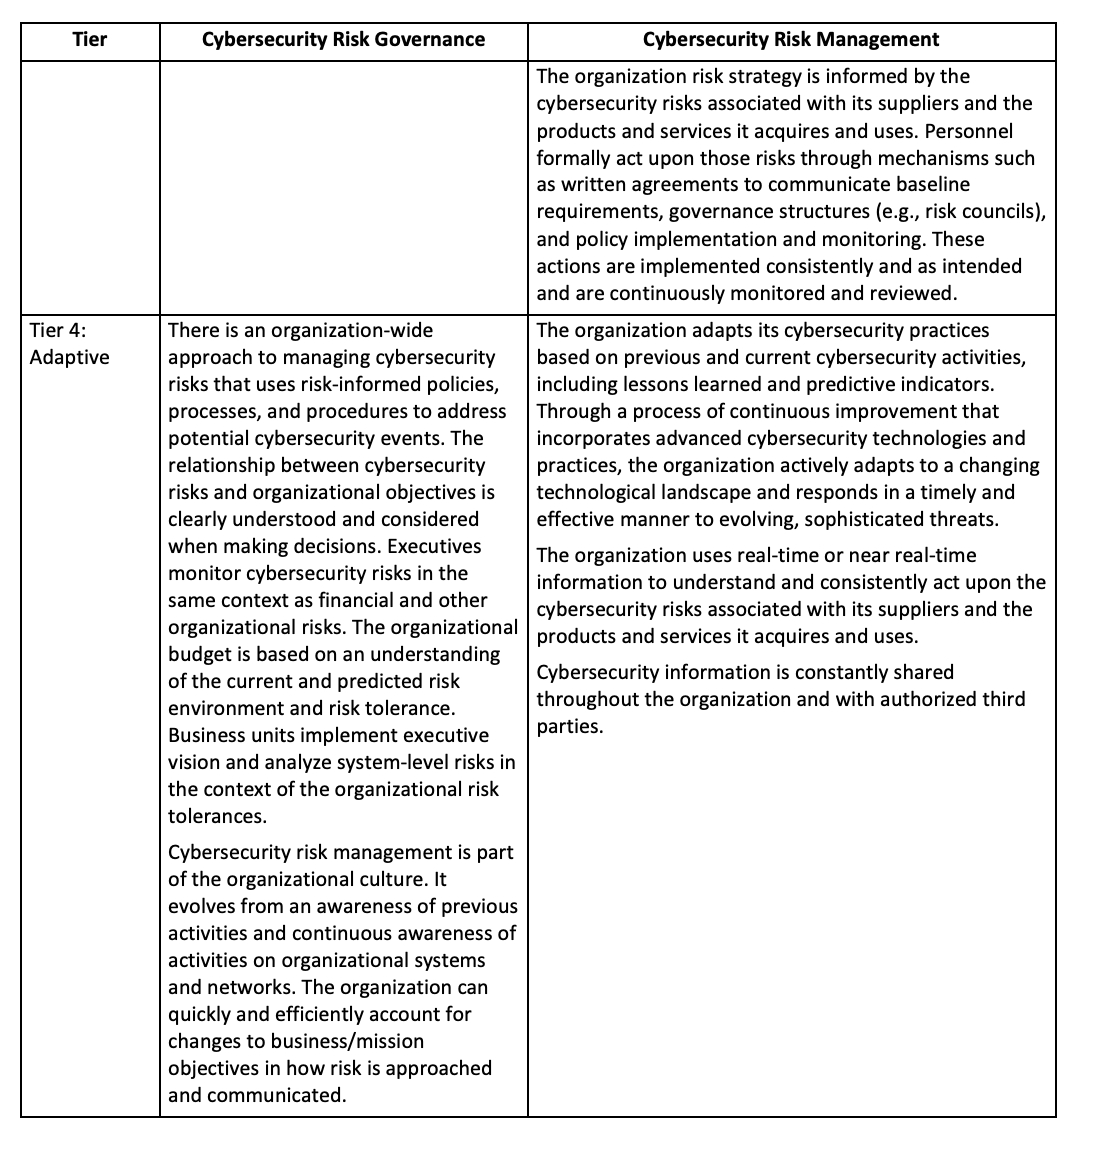 Tier
Cybersecurity Risk Governance
Cybersecurity Risk Management
The organization risk strategy is informed by the
cybersecurity risks associated with its suppliers and the
products and services it acquires and uses. Personnel
formally act upon those risks through mechanisms such
as written agreements to communicate baseline
requirements, governance structures (e.g., risk councils),
and policy implementation and monitoring. These
actions are implemented consistently and as intended
and are continuously monitored and reviewed.
Tier 4:
Adaptive
There is an organization-wide
approach to managing cybersecurity
risks that uses risk-informed policies,
processes, and procedures to address
potential cybersecurity events. The
relationship between cybersecurity
risks and organizational objectives is
clearly understood and considered
when making decisions. Executives
monitor cybersecurity risks in the
same context as financial and other
organizational risks. The organizational
budget is based on an understanding
of the current and predicted risk
environment and risk tolerance.
Business units implement executive
vision and analyze system-level risks in
the context of the organizational risk
tolerances.
Cybersecurity risk management is part
of the organizational culture. It
evolves from an awareness of previous
activities and continuous awareness of
activities on organizational systems
and networks. The organization can
quickly and efficiently account for
changes to business/mission
objectives in how risk is approached
and communicated.
The organization adapts its cybersecurity practices
based on previous and current cybersecurity activities,
including lessons learned and predictive indicators.
Through a process of continuous improvement that
incorporates advanced cybersecurity technologies and
practices, the organization actively adapts to a changing
technological landscape and responds in a timely and
effective manner to evolving, sophisticated threats.
The organization uses real-time or near real-time
information to understand and consistently act upon the
cybersecurity risks associated with its suppliers and the
products and services it acquires and uses.
Cybersecurity information is constantly shared
throughout the organization and with authorized third
parties.